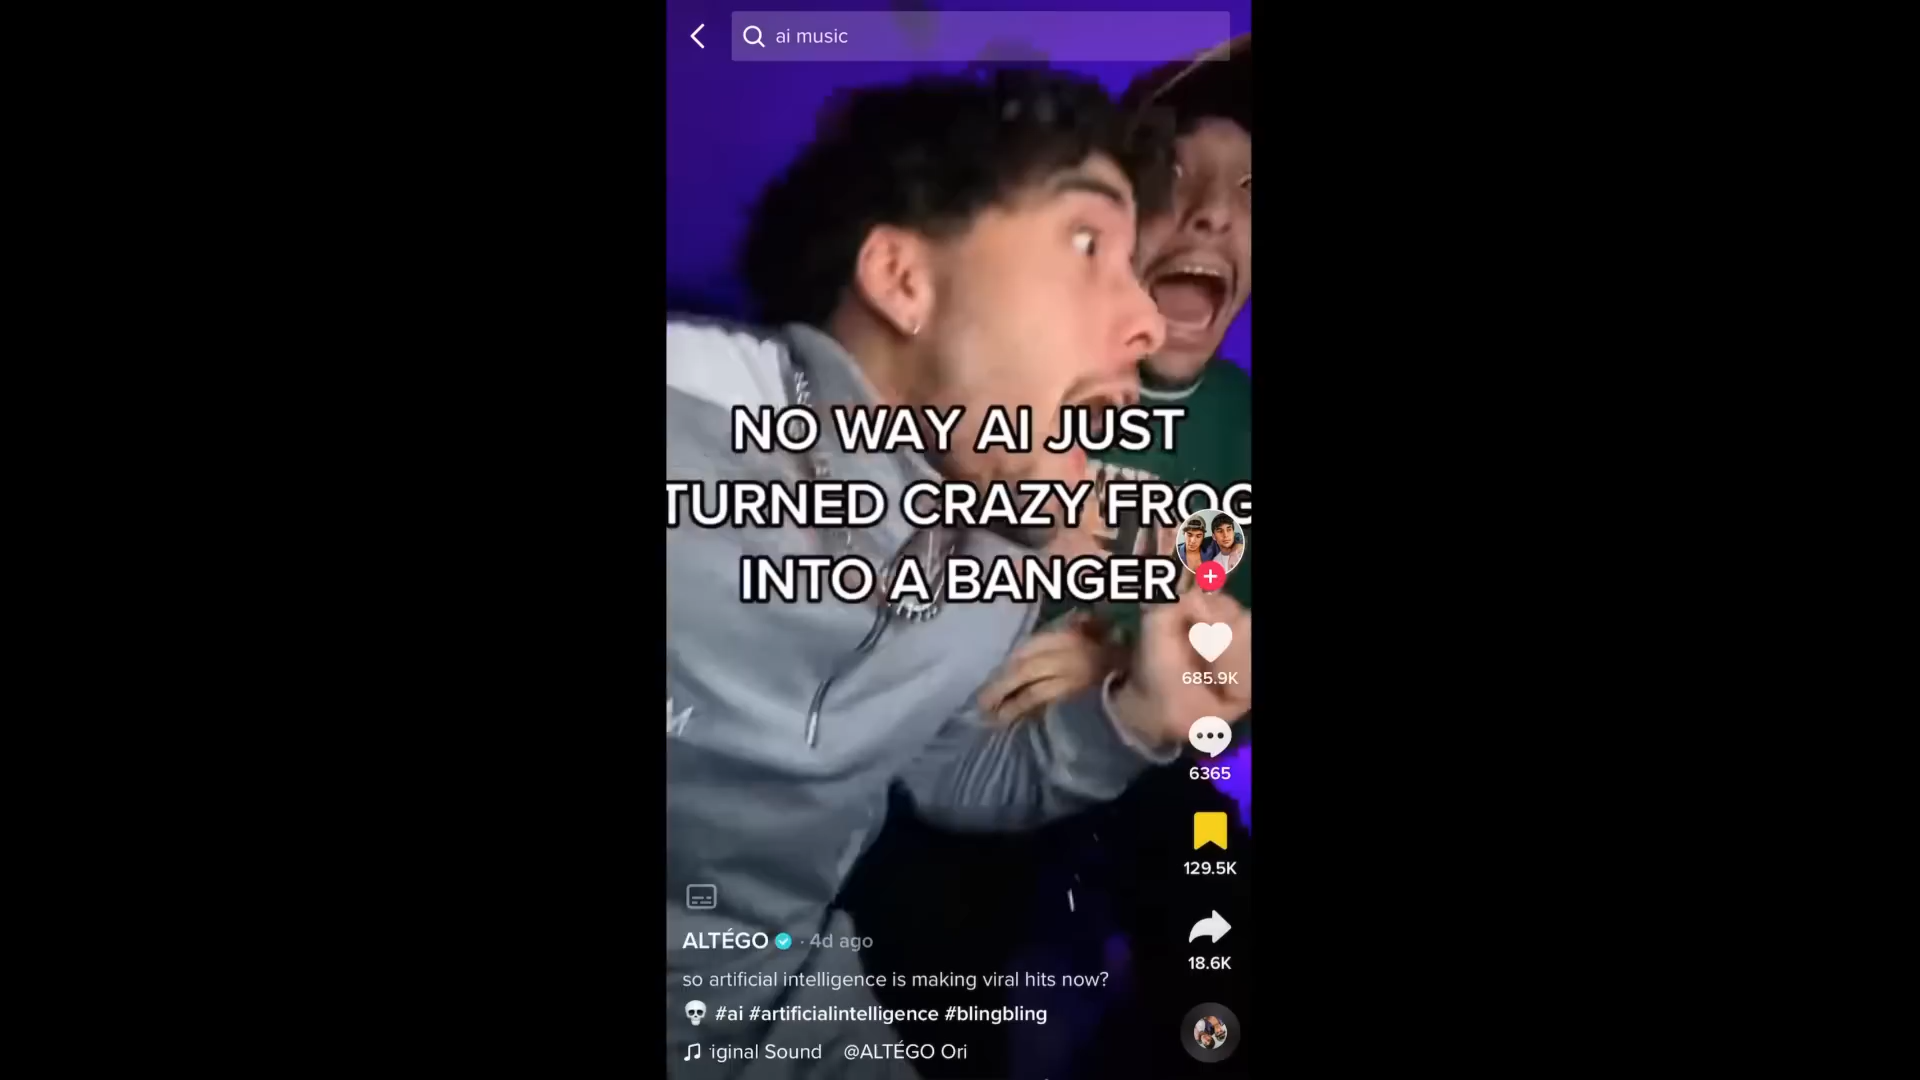 ai music
NO WAY AI JUST
TURNED CRAZY FROG
INTO A BANGER
685.9K
6365
129.5K
18.6K
ALTÉGO · 4d ago
so artificial intelligence is making viral hits now?
💀 #ai #artificialintelligence #blingbling
iginal Sound @ALTÉGO Ori